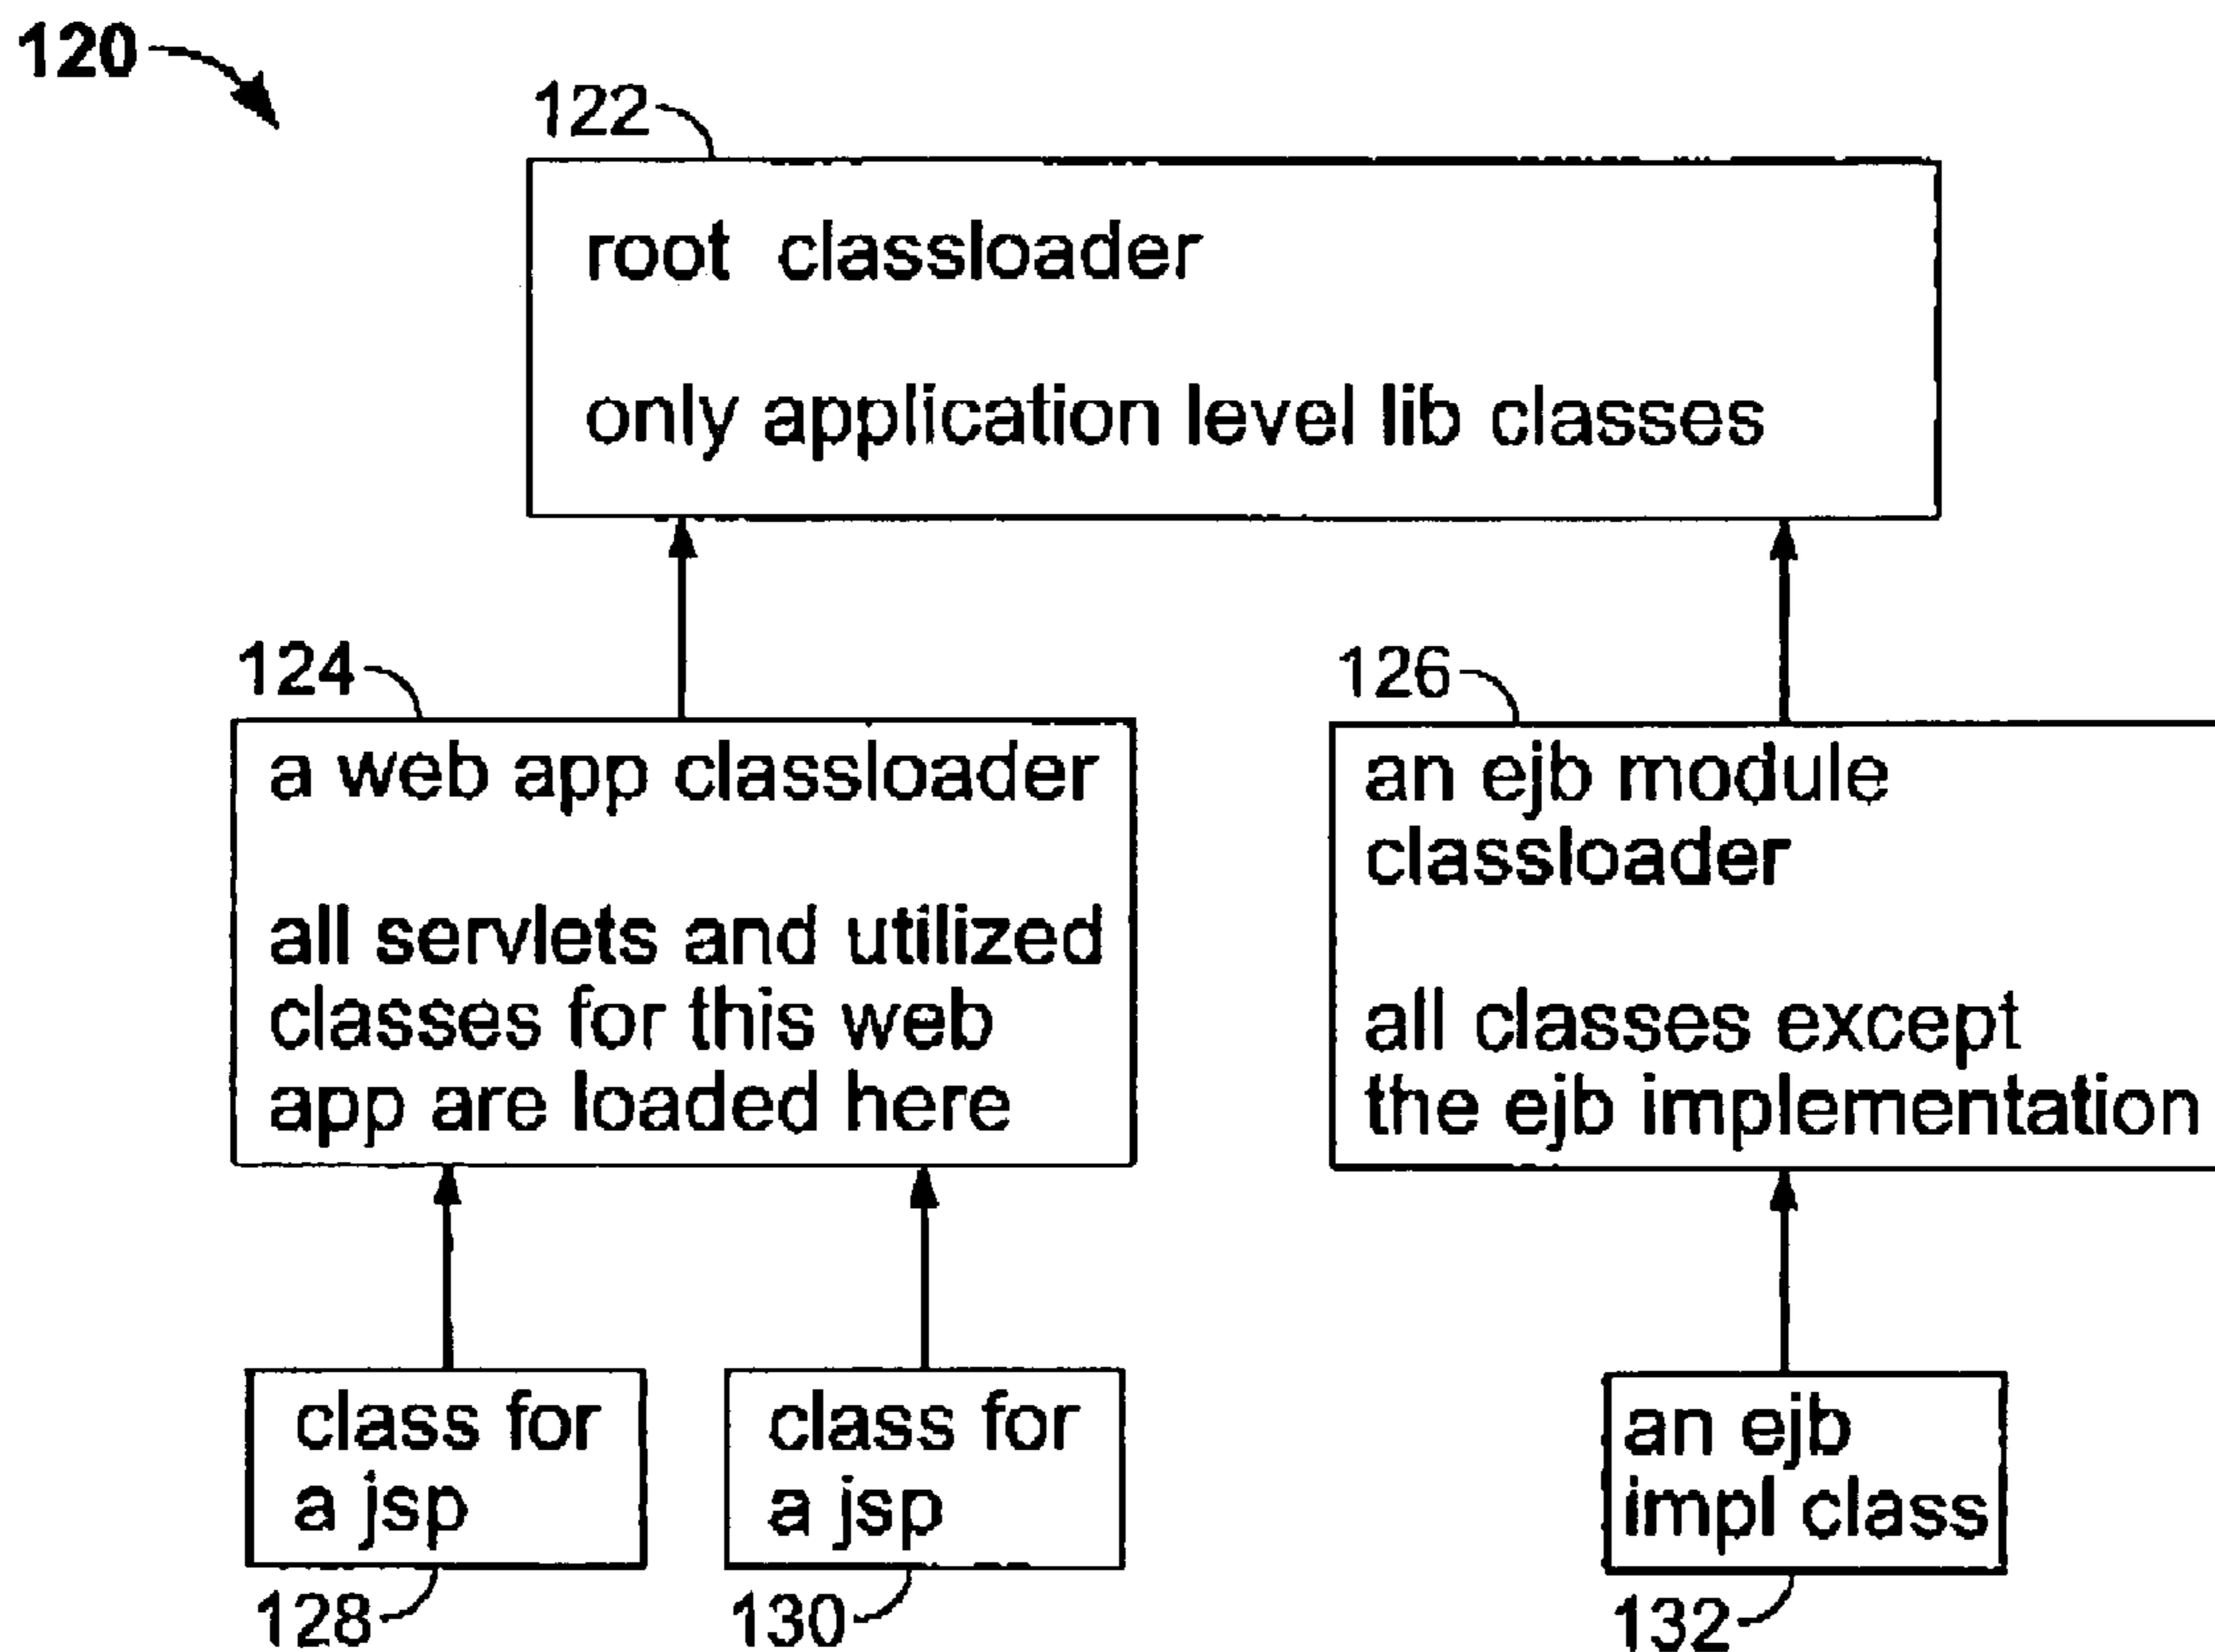 120
122
root classloader
only application level lib classes
124
a web app classloader
all servlets and utilized
classes for this web
app are loaded here
126
an ejb module
classloader
all classes except
the ejb implementation
class for
a jsp
128
class for
a jsp
130
an ejb
impl class
132